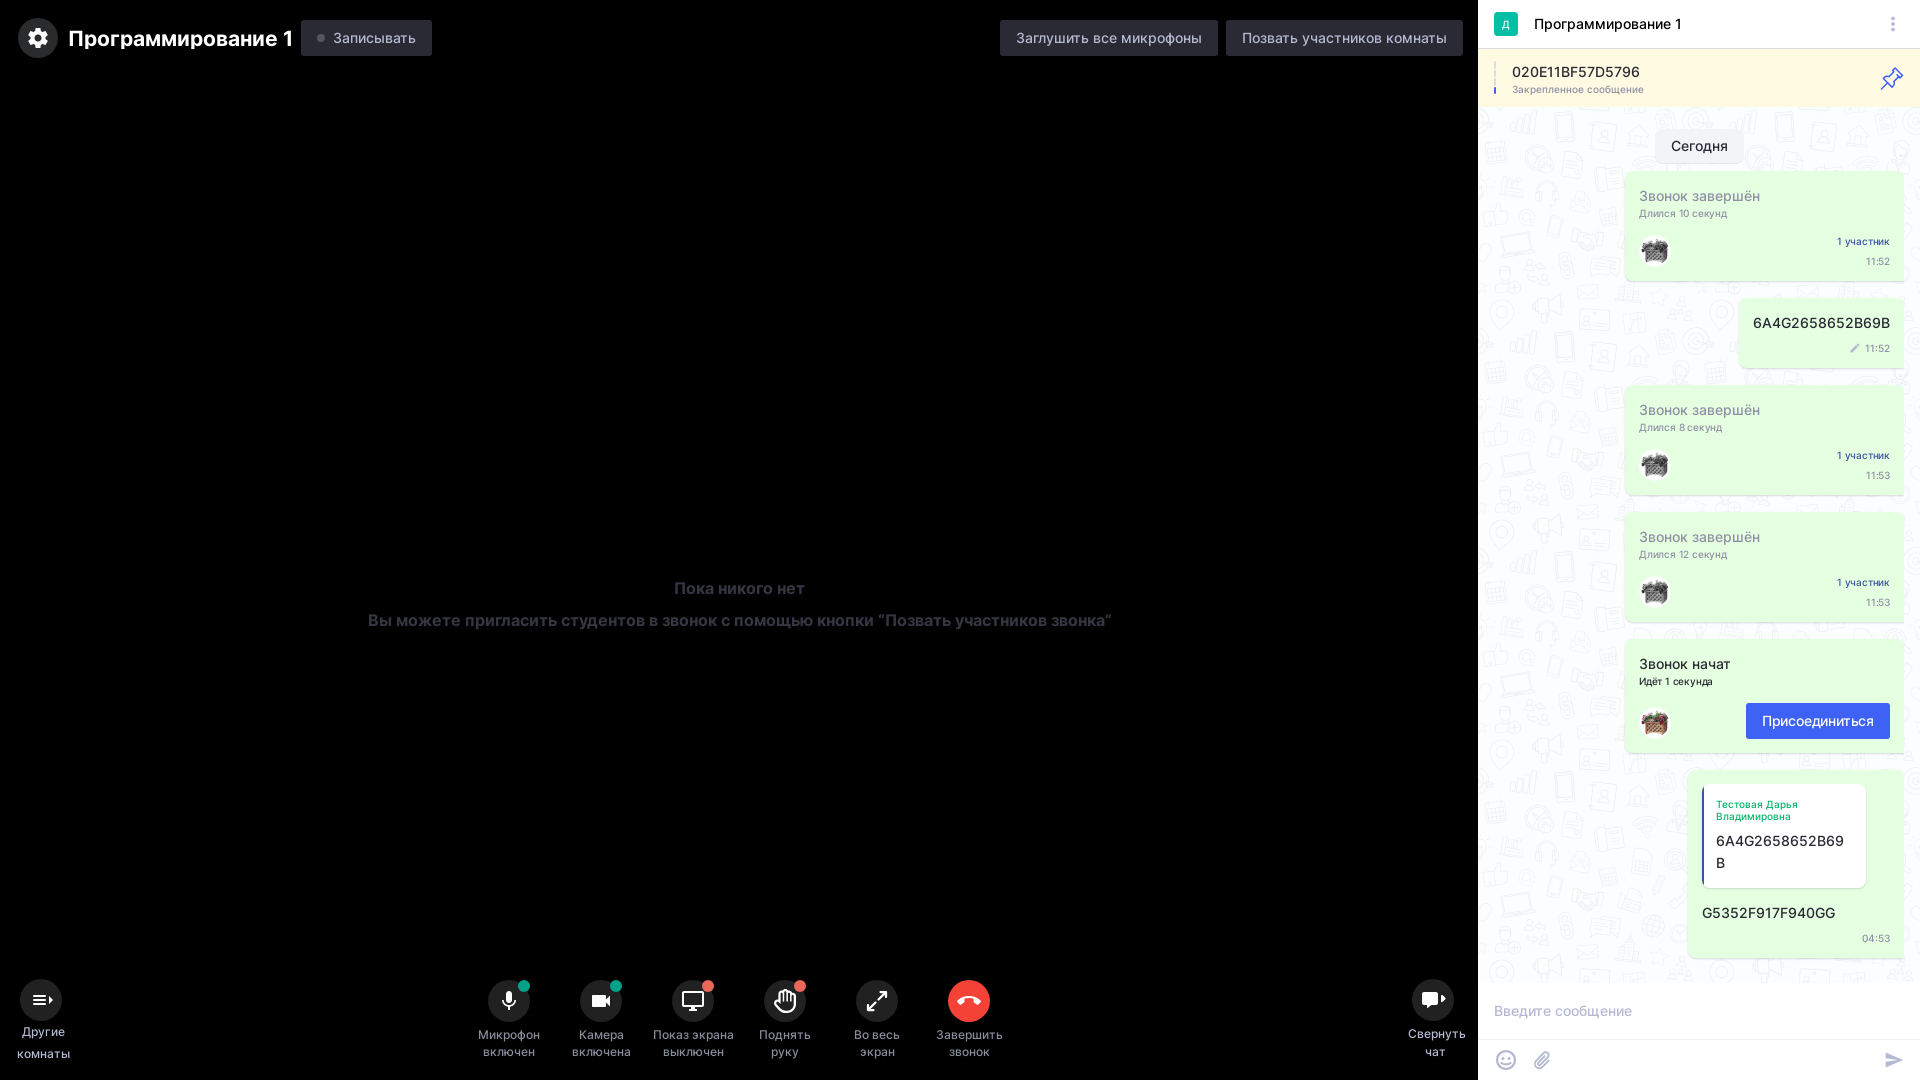 Программирование 1
Записывать
Заглушить все микрофоны
Позвать участников комнаты
Пока никого нет
Вы можете пригласить студентов в звонок с помощью кнопки “Позвать участников звонка”
Другие
комнаты
Микрофон
включен
Камера
включена
Показ экрана
выключен
Поднять
руку
Во весь
экран
Завершить
звонок
Свернуть
чат
Д
Программирование 1
020E11BF57D5796
Закрепленное сообщение
Сегодня
Звонок завершён
Длился 10 секунд
1 участник
11:52
6A4G2658652B69B
11:52
Звонок завершён
Длился 8 секунд
1 участник
11:53
Звонок завершён
Длился 12 секунд
1 участник
11:53
Звонок начат
Идёт 1 секунда
Присоединиться
Тестовая Дарья
Владимировна
6A4G2658652B69
B
G5352F917F940GG
04:53
Введите сообщение